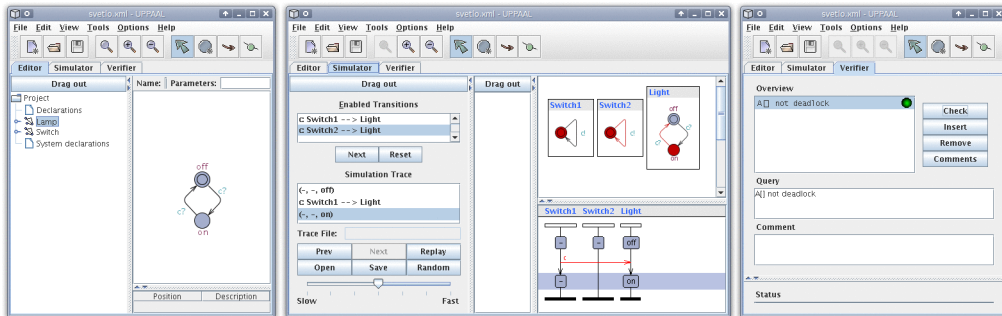 svetio.xml - UPPAAL
File Edit View Tools Options Help
Editor Simulator Verifier
Drag out
Project
Declarations
Lamp
Switch
System declarations
Name: Parameters:
off
c?
c?
on
Position Description
svetio.xml - UPPAAL
File Edit View Tools Options Help
Editor Simulator Verifier
Drag out
Enabled Transitions
c: Switch1 --> Light
c: Switch2 --> Light
Next Reset
Simulation Trace
(-, -, off)
c: Switch1 --> Light
(-, -, on)
Trace File:
Prev Next Replay
Open Save Random
Slow Fast
Drag out
Switch1 Switch2 Light
off
c! c! c? c?
on
Switch1 Switch2 Light
- - off
c
- on
svetio.xml - UPPAAL
File Edit View Tools Options Help
Editor Simulator Verifier
Overview
A[] not deadlock
Check
Insert
Remove
Comments
Query
A[] not deadlock
Comment
Status